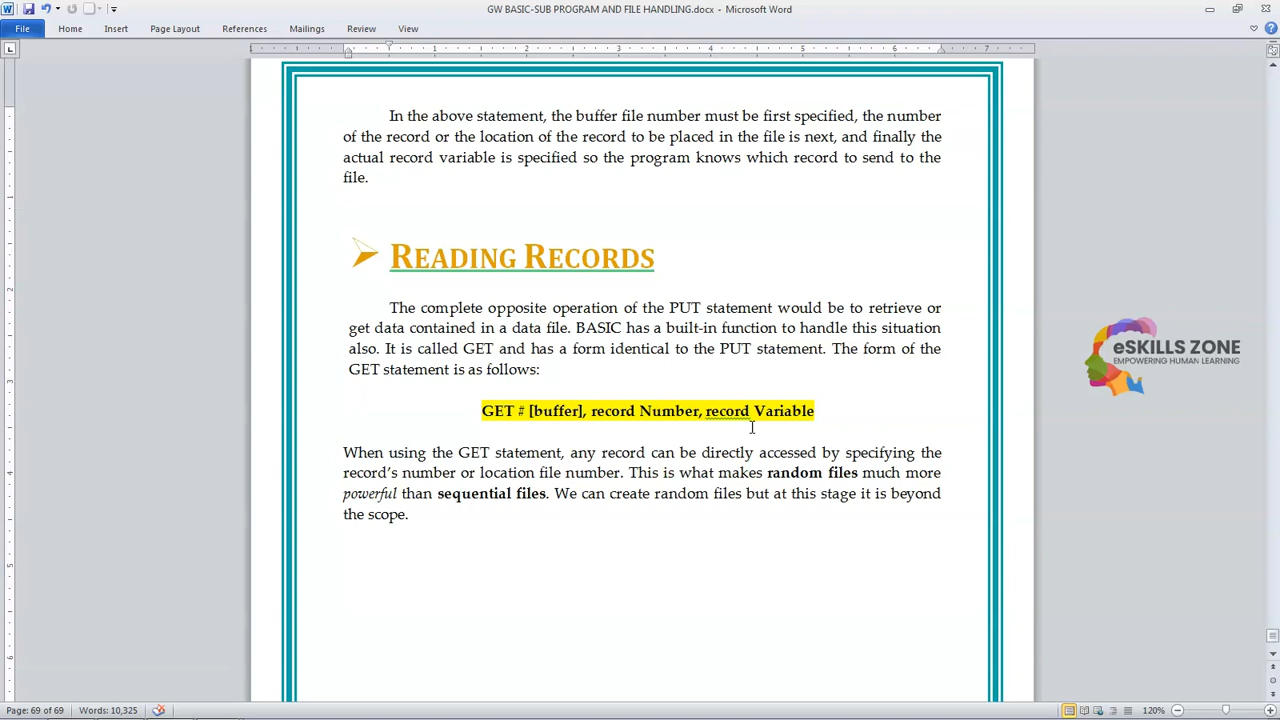 GW BASIC-SUB PROGRAM AND FILE HANDLING.docx - Microsoft Word
File Home Insert Page Layout References Mailings Review View
1 2 3 4 5 6 7
In the above statement, the buffer file number must be first specified, the number
of the record or the location of the record to be placed in the file is next, and finally the
actual record variable is specified so the program knows which record to send to the
file.
READING RECORDS
The complete opposite operation of the PUT statement would be to retrieve or
get data contained in a data file. BASIC has a built-in function to handle this situation
also. It is called GET and has a form identical to the PUT statement. The form of the
GET statement is as follows:
GET # [buffer], record Number, record Variable
When using the GET statement, any record can be directly accessed by specifying the
record's number or location file number. This is what makes random files much more
powerful than sequential files. We can create random files but at this stage it is beyond
the scope.
eSKILLS ZONE
EMPOWERING HUMAN LEARNING
Page: 69 of 69 Words: 10,325 120%